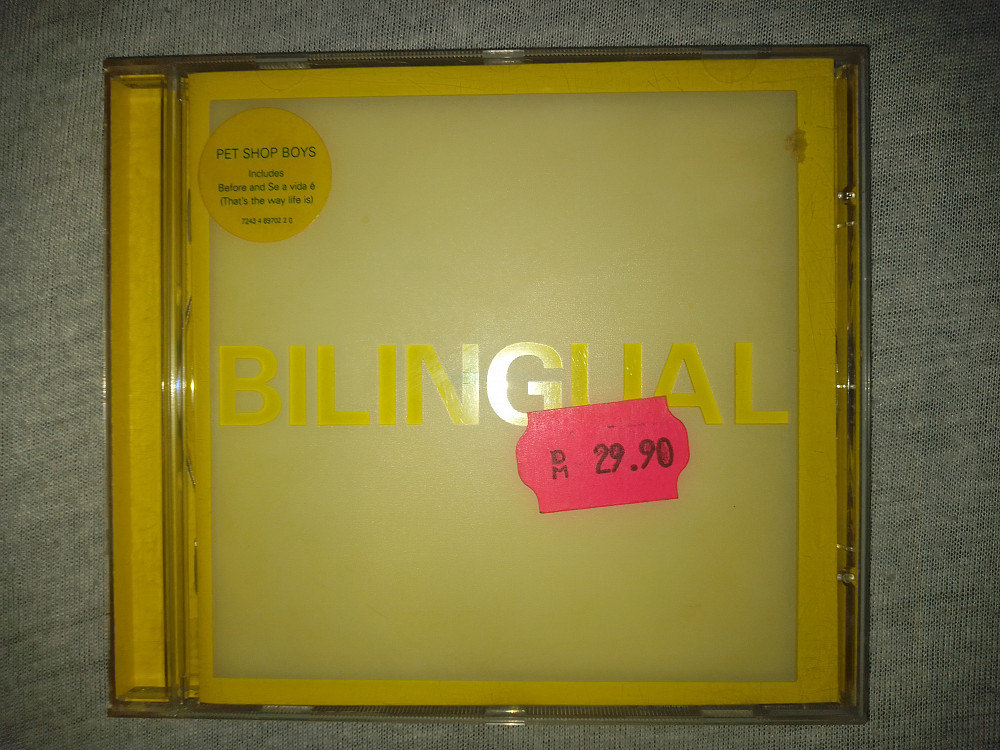 PET SHOP BOYS
Includes
Before and Se a vida é
(That's the way life is)
7243 4 69702 2 0
BILINGUAL
DM 29.90